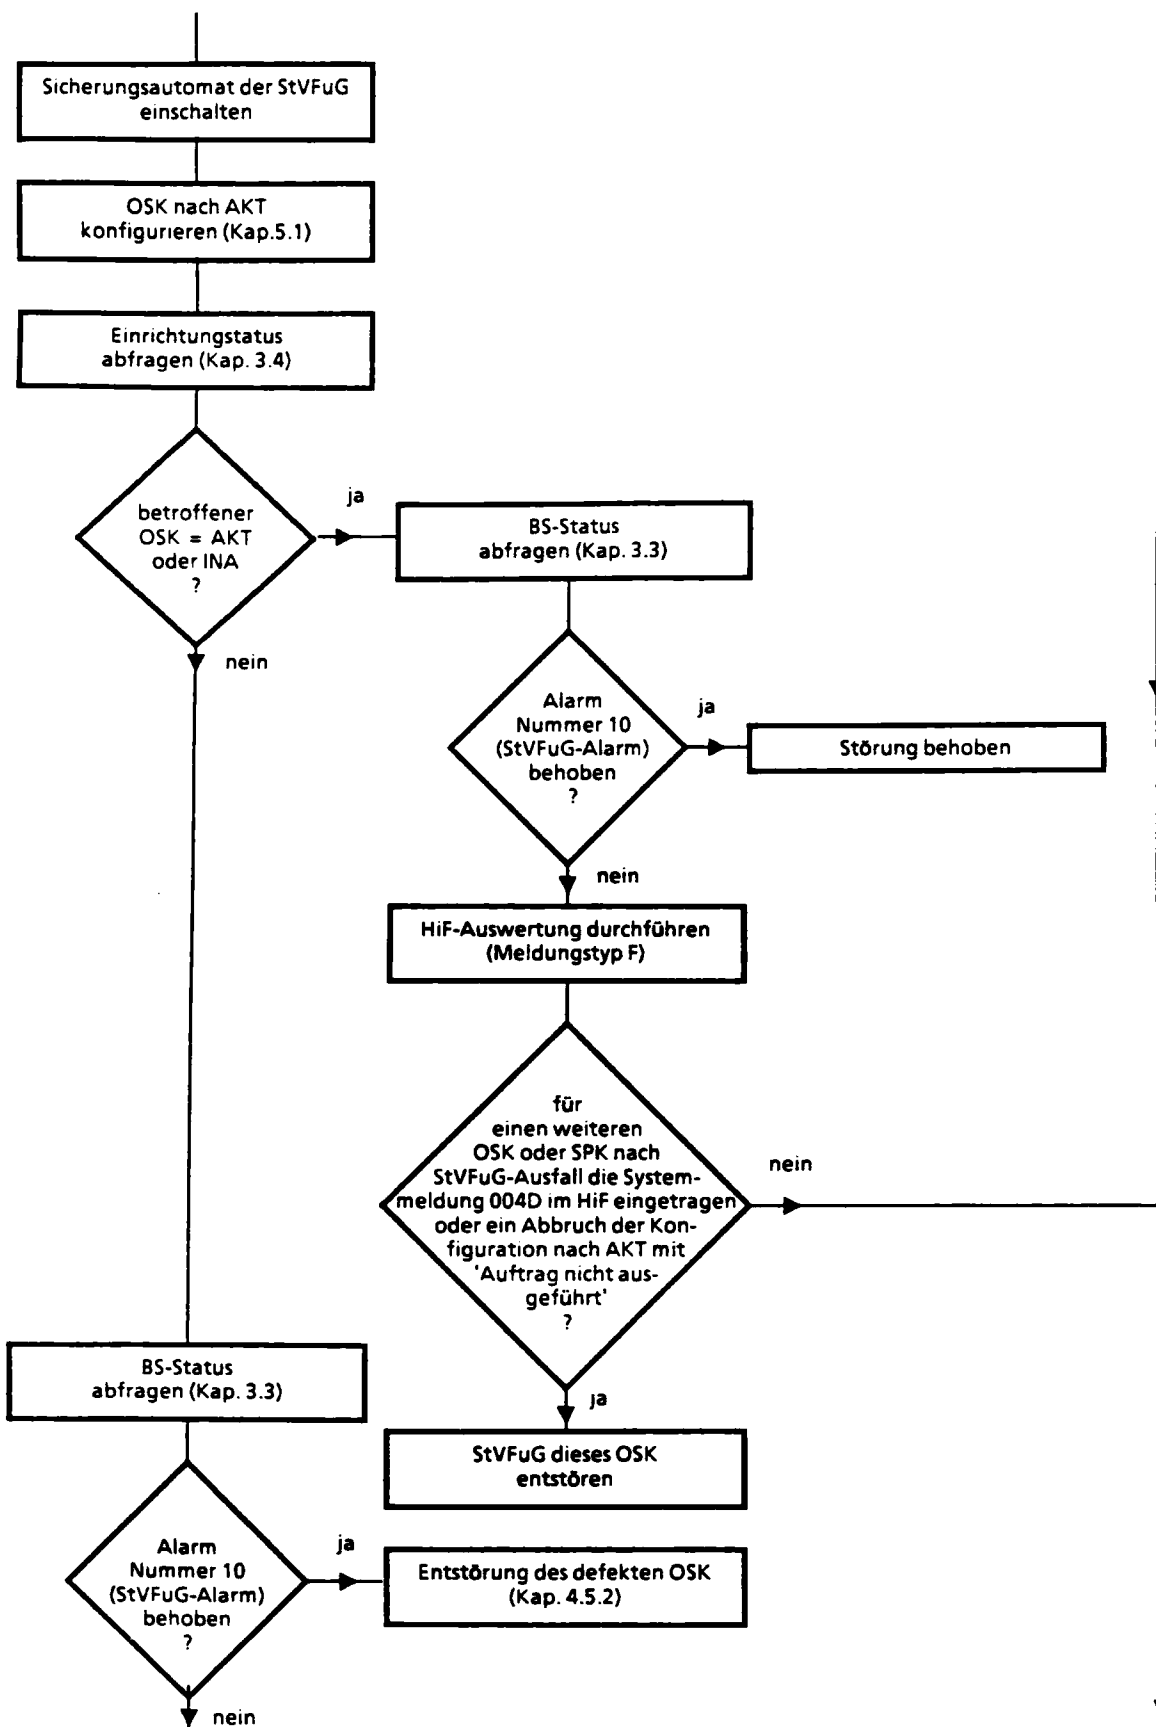 Sicherungsautomat der StVFuG
einschalten
OSK nach AKT
konfigurieren (Kap.5.1)
Einrichtungstatus
abfragen (Kap. 3.4)
betroffener
OSK = AKT
oder INA
?
ja
nein
BS-Status
abfragen (Kap. 3.3)
Alarm
Nummer 10
(StVFuG-Alarm)
behoben
?
ja
Störung behoben
nein
HiF-Auswertung durchführen
(Meldungstyp F)
für
einen weiteren
OSK oder SPK nach
StVFuG-Ausfall die System-
meldung 004D im HiF eingetragen
oder ein Abbruch der Kon-
figuration nach AKT mit
'Auftrag nicht aus-
geführt'
?
nein
ja
StVFuG dieses OSK
entstören
BS-Status
abfragen (Kap. 3.3)
Alarm
Nummer 10
(StVFuG-Alarm)
behoben
?
ja
Entstörung des defekten OSK
(Kap. 4.5.2)
nein